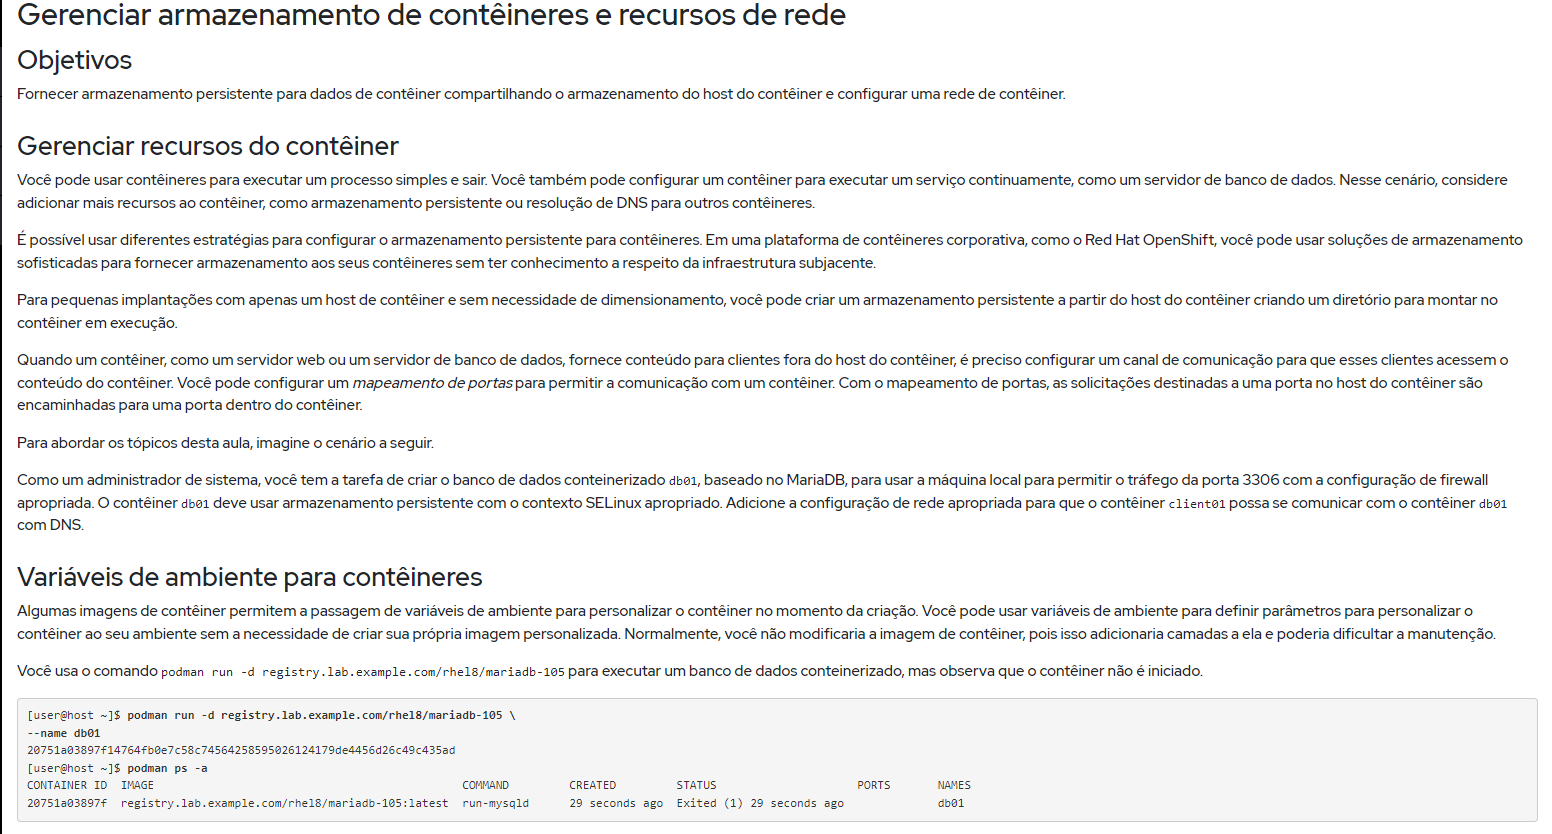 Gerenciar armazenamento de contêineres e recursos de rede
Objetivos
Fornecer armazenamento persistente para dados de contêiner compartilhando o armazenamento do host do contêiner e configurar uma rede de contêiner.
Gerenciar recursos do contêiner
Você pode usar contêineres para executar um processo simples e sair. Você também pode configurar um contêiner para executar um serviço continuamente, como um servidor de banco de dados. Nesse cenário, considere
adicionar mais recursos ao contêiner, como armazenamento persistente ou resolução de DNS para outros contêineres.
É possível usar diferentes estratégias para configurar o armazenamento persistente para contêineres. Em uma plataforma de contêineres corporativa, como o Red Hat OpenShift, você pode usar soluções de armazenamento
sofisticadas para fornecer armazenamento aos seus contêineres sem ter conhecimento a respeito da infraestrutura subjacente.
Para pequenas implantações com apenas um host de contêiner e sem necessidade de dimensionamento, você pode criar um armazenamento persistente a partir do host do contêiner criando um diretório para montar no
contêiner em execução.
Quando um contêiner, como um servidor web ou um servidor de banco de dados, fornece conteúdo para clientes fora do host do contêiner, é preciso configurar um canal de comunicação para que esses clientes acessem o
conteúdo do contêiner. Você pode configurar um mapeamento de portas para permitir a comunicação com um contêiner. Com o mapeamento de portas, as solicitações destinadas a uma porta no host do contêiner são
encaminhadas para uma porta dentro do contêiner.
Para abordar os tópicos desta aula, imagine o cenário a seguir.
Como um administrador de sistema, você tem a tarefa de criar o banco de dados conteinerizado db01, baseado no MariaDB, para usar a máquina local para permitir o tráfego da porta 3306 com a configuração de firewall
apropriada. O contêiner db01 deve usar armazenamento persistente com o contexto SELinux apropriado. Adicione a configuração de rede apropriada para que o contêiner client01 possa se comunicar com o contêiner db01
com DNS.
Variáveis de ambiente para contêineres
Algumas imagens de contêiner permitem a passagem de variáveis de ambiente para personalizar o contêiner no momento da criação. Você pode usar variáveis de ambiente para definir parâmetros para personalizar o
contêiner ao seu ambiente sem a necessidade de criar sua própria imagem personalizada. Normalmente, você não modificaria a imagem de contêiner, pois isso adicionaria camadas a ela e poderia dificultar a manutenção.
Você usa o comando podman run -d registry.lab.example.com/rhel8/mariadb-105 para executar um banco de dados conteinerizado, mas observa que o contêiner não é iniciado.
[user@host ~]$ podman run -d registry.lab.example.com/rhel8/mariadb-105 \
--name db01
20751a03897f14764fb0e7c58c74564258595026124179de4456d26c49c435ad
[user@host ~]$ podman ps -a
CONTAINER ID IMAGE COMMAND CREATED STATUS PORTS NAMES
20751a03897f registry.lab.example.com/rhel8/mariadb-105:latest run-mysqld 29 seconds ago Exited (1) 29 seconds ago db01